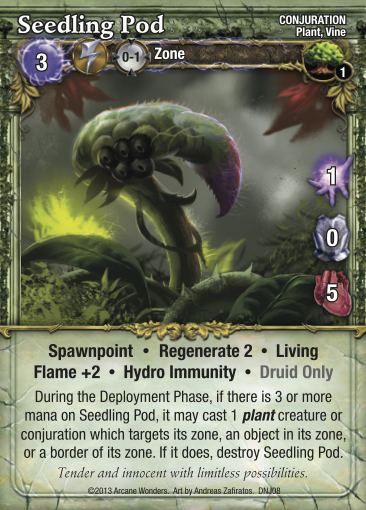 Seedling Pod
CONJURATION
Plant, Vine
3
0-1
Zone
1
1
0
5
Spawnpoint • Regenerate 2 • Living
Flame +2 • Hydro Immunity • Druid Only
During the Deployment Phase, if there is 3 or more
mana on Seedling Pod, it may cast 1 plant creature or
conjuration which targets its zone, an object in its zone,
or a border of its zone. If it does, destroy Seedling Pod.
Tender and innocent with limitless possibilities.
©2013 Arcane Wonders. Art by Andreas Zafiratos. DNJ08